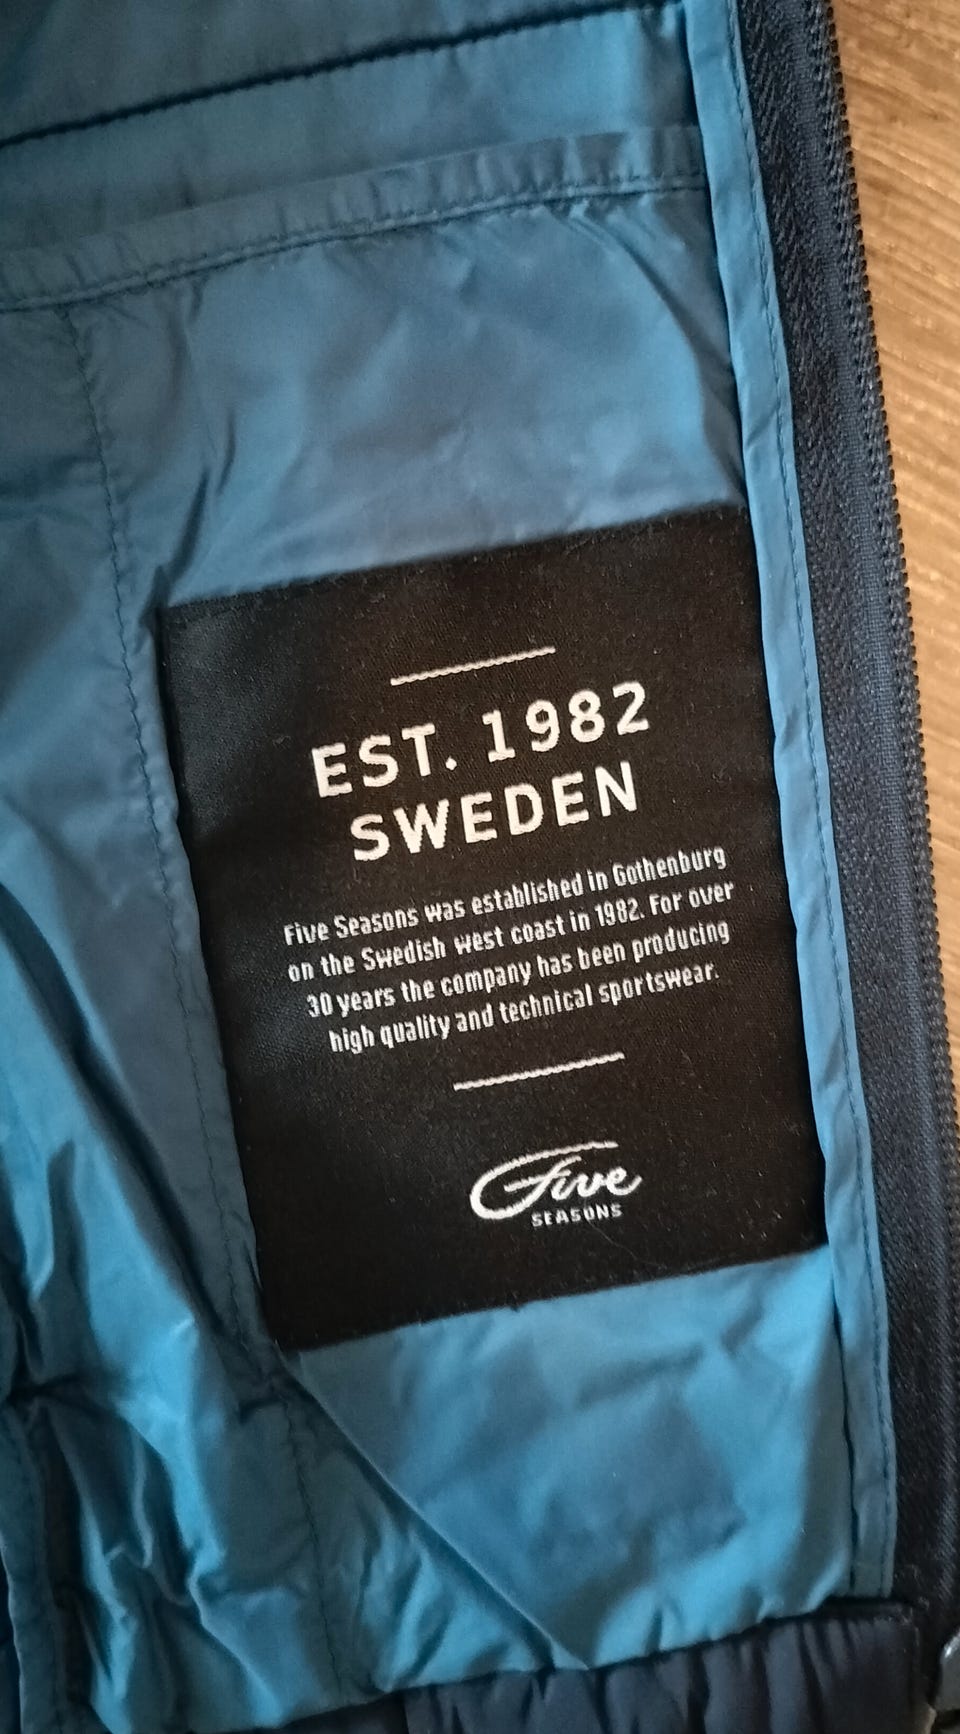 EST. 1982
SWEDEN
Five Seasons was established in Gothenburg
on the Swedish west coast in 1982. For over
30 years the company has been producing
high quality and technical sportswear.
Five
SEASONS